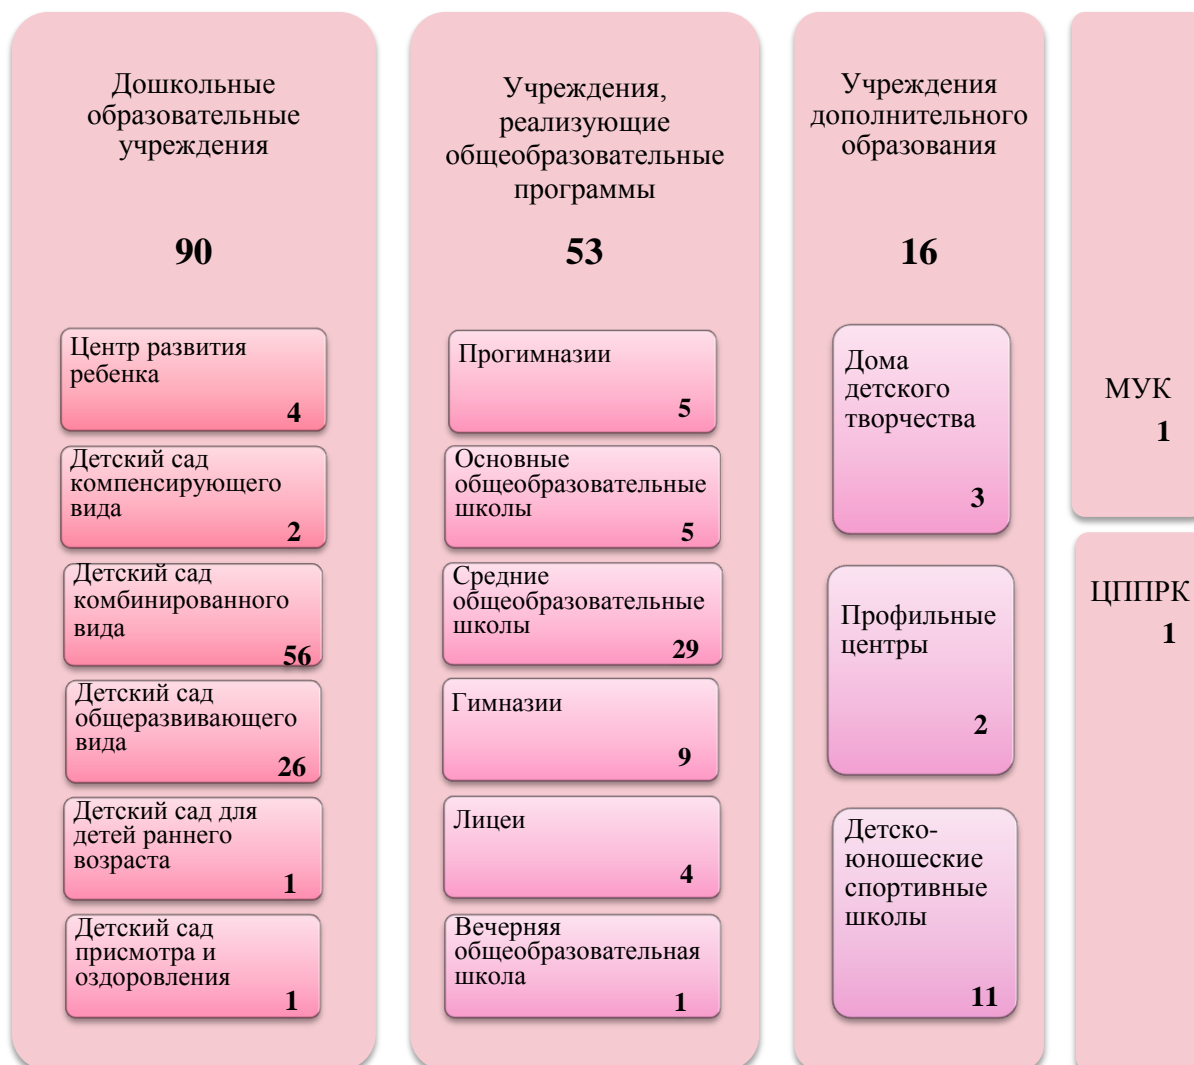 Дошкольные
образовательные
учреждения
90
Центр развития
ребенка
4
Детский сад
компенсирующего
вида
2
Детский сад
комбинированного
вида
56
Детский сад
общеразвивающего
вида
26
Детский сад для
детей раннего
возраста
1
Детский сад
присмотра и
оздоровления
1
Учреждения,
реализующие
общеобразовательные
программы
53
Прогимназии
5
Основные
общеобразовательные
школы
5
Средние
общеобразовательные
школы
29
Гимназии
9
Лицеи
4
Вечерняя
общеобразовательная
школа
1
Учреждения
дополнительного
образования
16
Дома
детского
творчества
3
Профильные
центры
2
Детско-
юношеские
спортивные
школы
11
МУК
1
ЦППРК
1